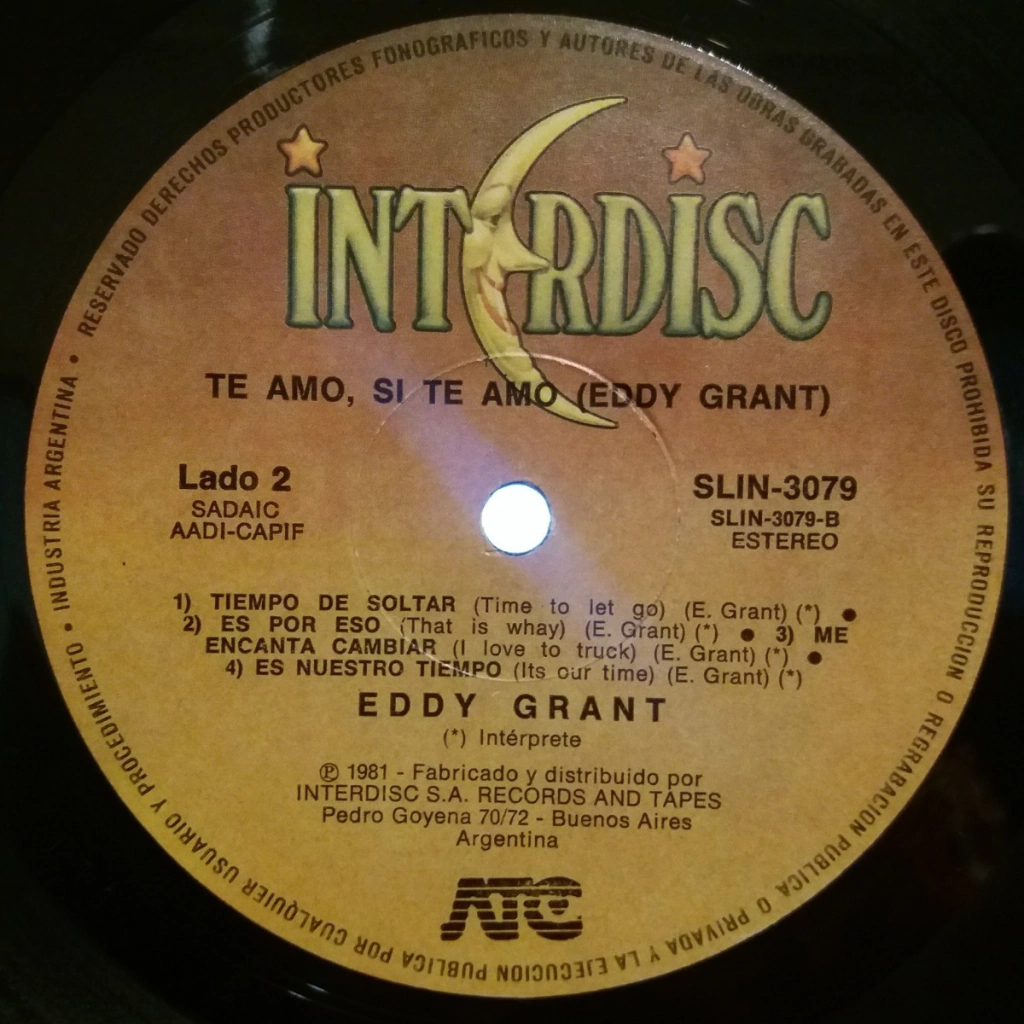 • RESERVADO DERECHOS PRODUCTORES FONOGRAFICOS Y AUTORES DE LAS OBRAS GRABADAS EN ESTE DISCO PROHIBIDA SU REPRODUCCION O REGRABACION PUBLICA O PRIVADA Y LA EJECUCION PUBLICA POR CUALQUIER USUARIO Y PROCEDIMIENTO • INDUSTRIA ARGENTINA
INTERDISC
TE AMO, SI TE AMO (EDDY GRANT)
Lado 2
SADAIC
AADI-CAPIF
SLIN-3079
SLIN-3079-B
ESTEREO
1) TIEMPO DE SOLTAR (Time to let go) (E. Grant) (*) ●
2) ES POR ESO (That is whay) (E. Grant) (*) ● 3) ME
ENCANTA CAMBIAR (I love to truck) (E. Grant) (*) ●
4) ES NUESTRO TIEMPO (Its our time) (E. Grant) (*)
EDDY GRANT
(*) Intérprete
℗ 1981 - Fabricado y distribuido por
INTERDISC S.A. RECORDS AND TAPES
Pedro Goyena 70/72 - Buenos Aires
Argentina
ATC